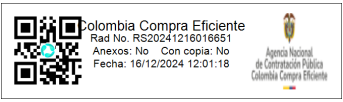 Colombia Compra Eficiente
Rad No. RS20241216016651
Anexos: No Con copia: No
Fecha: 16/12/2024 12:01:18
Agencia Nacional
de Contratación Pública
Colombia Compra Eficiente